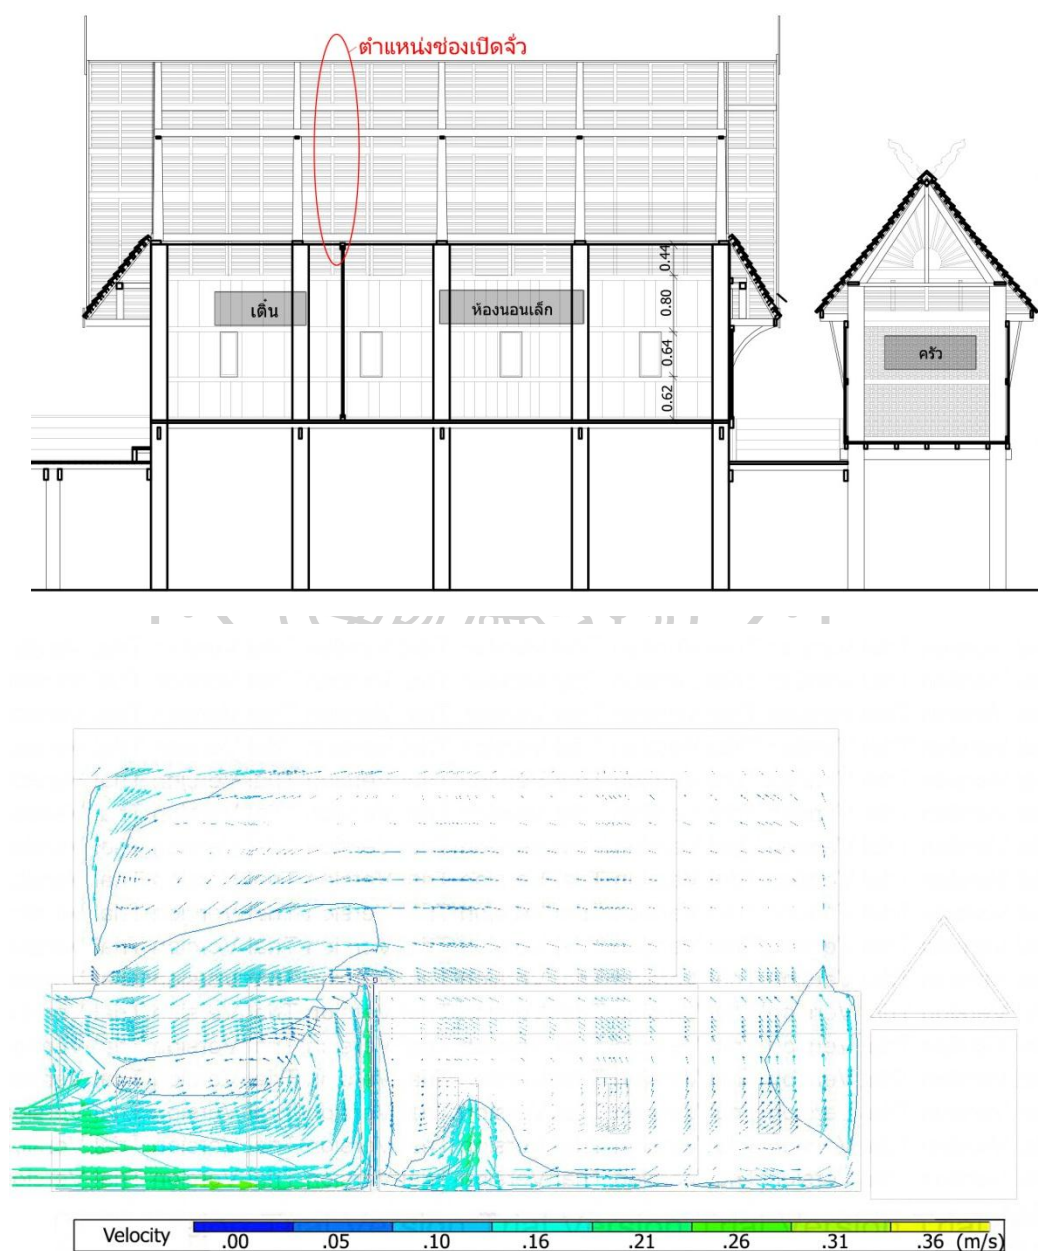 ตำแหน่งช่องเปิดจั่ว
0.44
0.80
0.64
0.62
เติ๋น
ห้องนอนเล็ก
ครัว
Velocity .00 .05 .10 .16 .21 .26 .31 .36 (m/s)